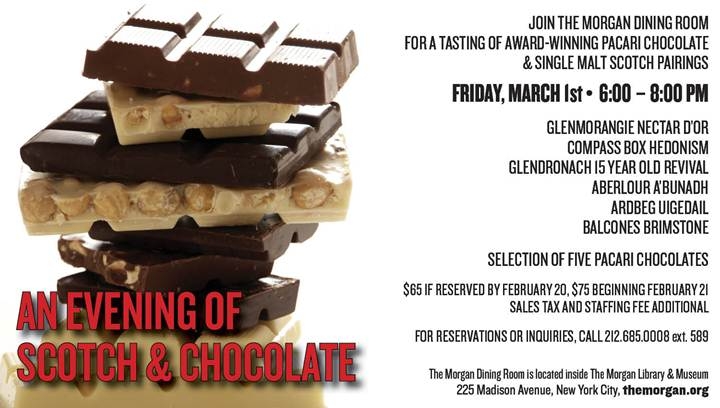 JOIN THE MORGAN DINING ROOM
FOR A TASTING OF AWARD-WINNING PACARI CHOCOLATE
& SINGLE MALT SCOTCH PAIRINGS
FRIDAY, MARCH 1st • 6:00 – 8:00 PM
GLENMORANGIE NECTAR D'OR
COMPASS BOX HEDONISM
GLENDRONACH 15 YEAR OLD REVIVAL
ABERLOUR A'BUNADH
ARDBEG UIGEDAIL
BALCONES BRIMSTONE
SELECTION OF FIVE PACARI CHOCOLATES
$65 IF RESERVED BY FEBRUARY 20, $75 BEGINNING FEBRUARY 21
SALES TAX AND STAFFING FEE ADDITIONAL
FOR RESERVATIONS OR INQUIRIES, CALL 212.685.0008 ext. 589
The Morgan Dining Room is located inside The Morgan Library & Museum
225 Madison Avenue, New York City, themorgan.org
AN EVENING OF
SCOTCH & CHOCOLATE